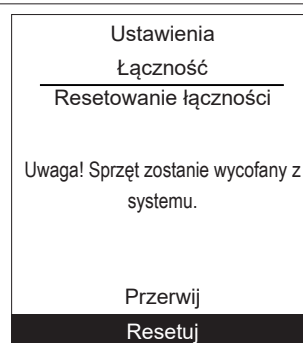 Ustawienia
Łączność
Resetowanie łączności
Uwaga! Sprzęt zostanie wycofany z
systemu.
Przerwij
Resetuj